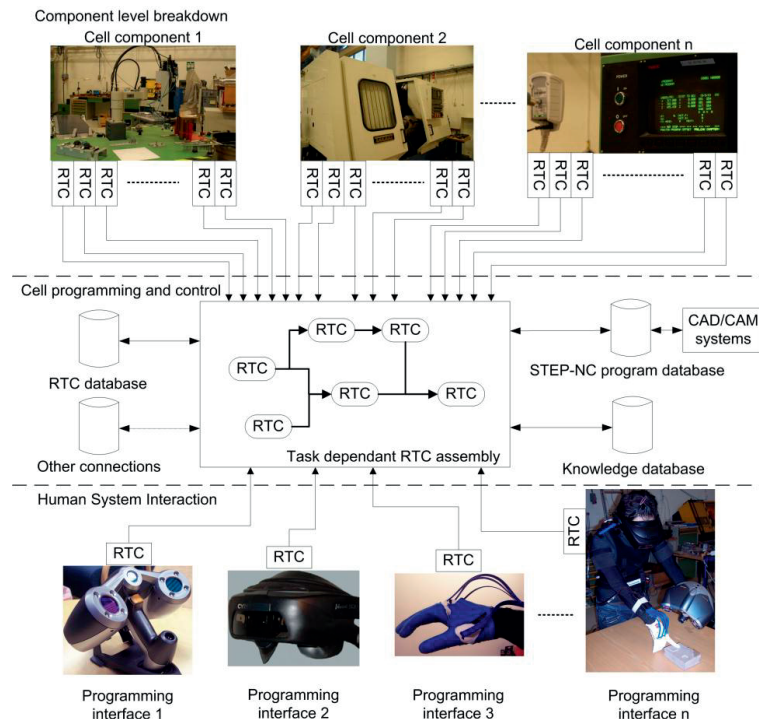 Component level breakdown
Cell component 1
Cell component 2
Cell component n
RTC RTC RTC RTC RTC RTC RTC RTC RTC RTC RTC RTC RTC RTC RTC
Cell programming and control
RTC database
Other connections
RTC RTC
RTC
RTC RTC
RTC
Task dependant RTC assembly
STEP-NC program database
CAD/CAM
systems
Knowledge database
Human System Interaction
RTC
RTC
RTC
RTC
Programming
interface 1
Programming
interface 2
Programming
interface 3
Programming
interface n